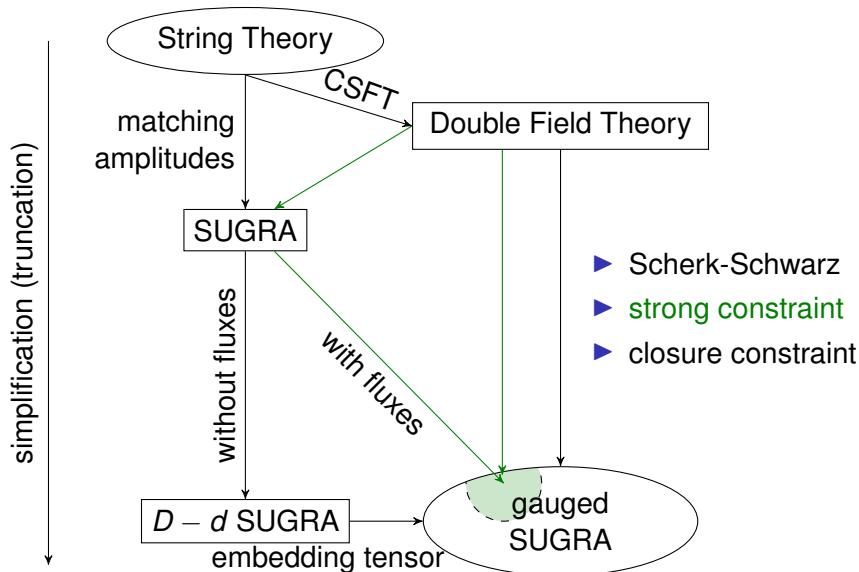 String Theory
CSFT
matching
amplitudes
Double Field Theory
SUGRA
simplification (truncation)
Scherk-Schwarz
strong constraint
closure constraint
without fluxes
with fluxes
D − d SUGRA
embedding tensor
gauged
SUGRA